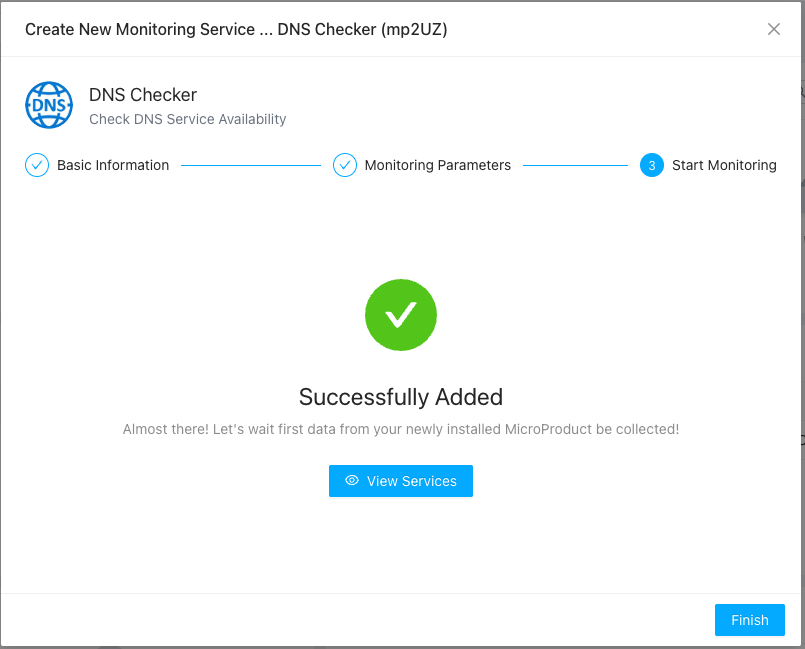 Create New Monitoring Service ... DNS Checker (mp2UZ)
DNS
DNS Checker
Check DNS Service Availability
Basic Information
Monitoring Parameters
3 Start Monitoring
Successfully Added
Almost there! Let's wait first data from your newly installed MicroProduct be collected!
View Services
Finish